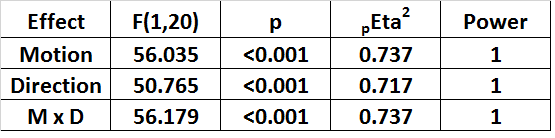 Effect F(1,20) p pEta² Power
Motion 56.035 <0.001 0.737 1
Direction 50.765 <0.001 0.717 1
M x D 56.179 <0.001 0.737 1